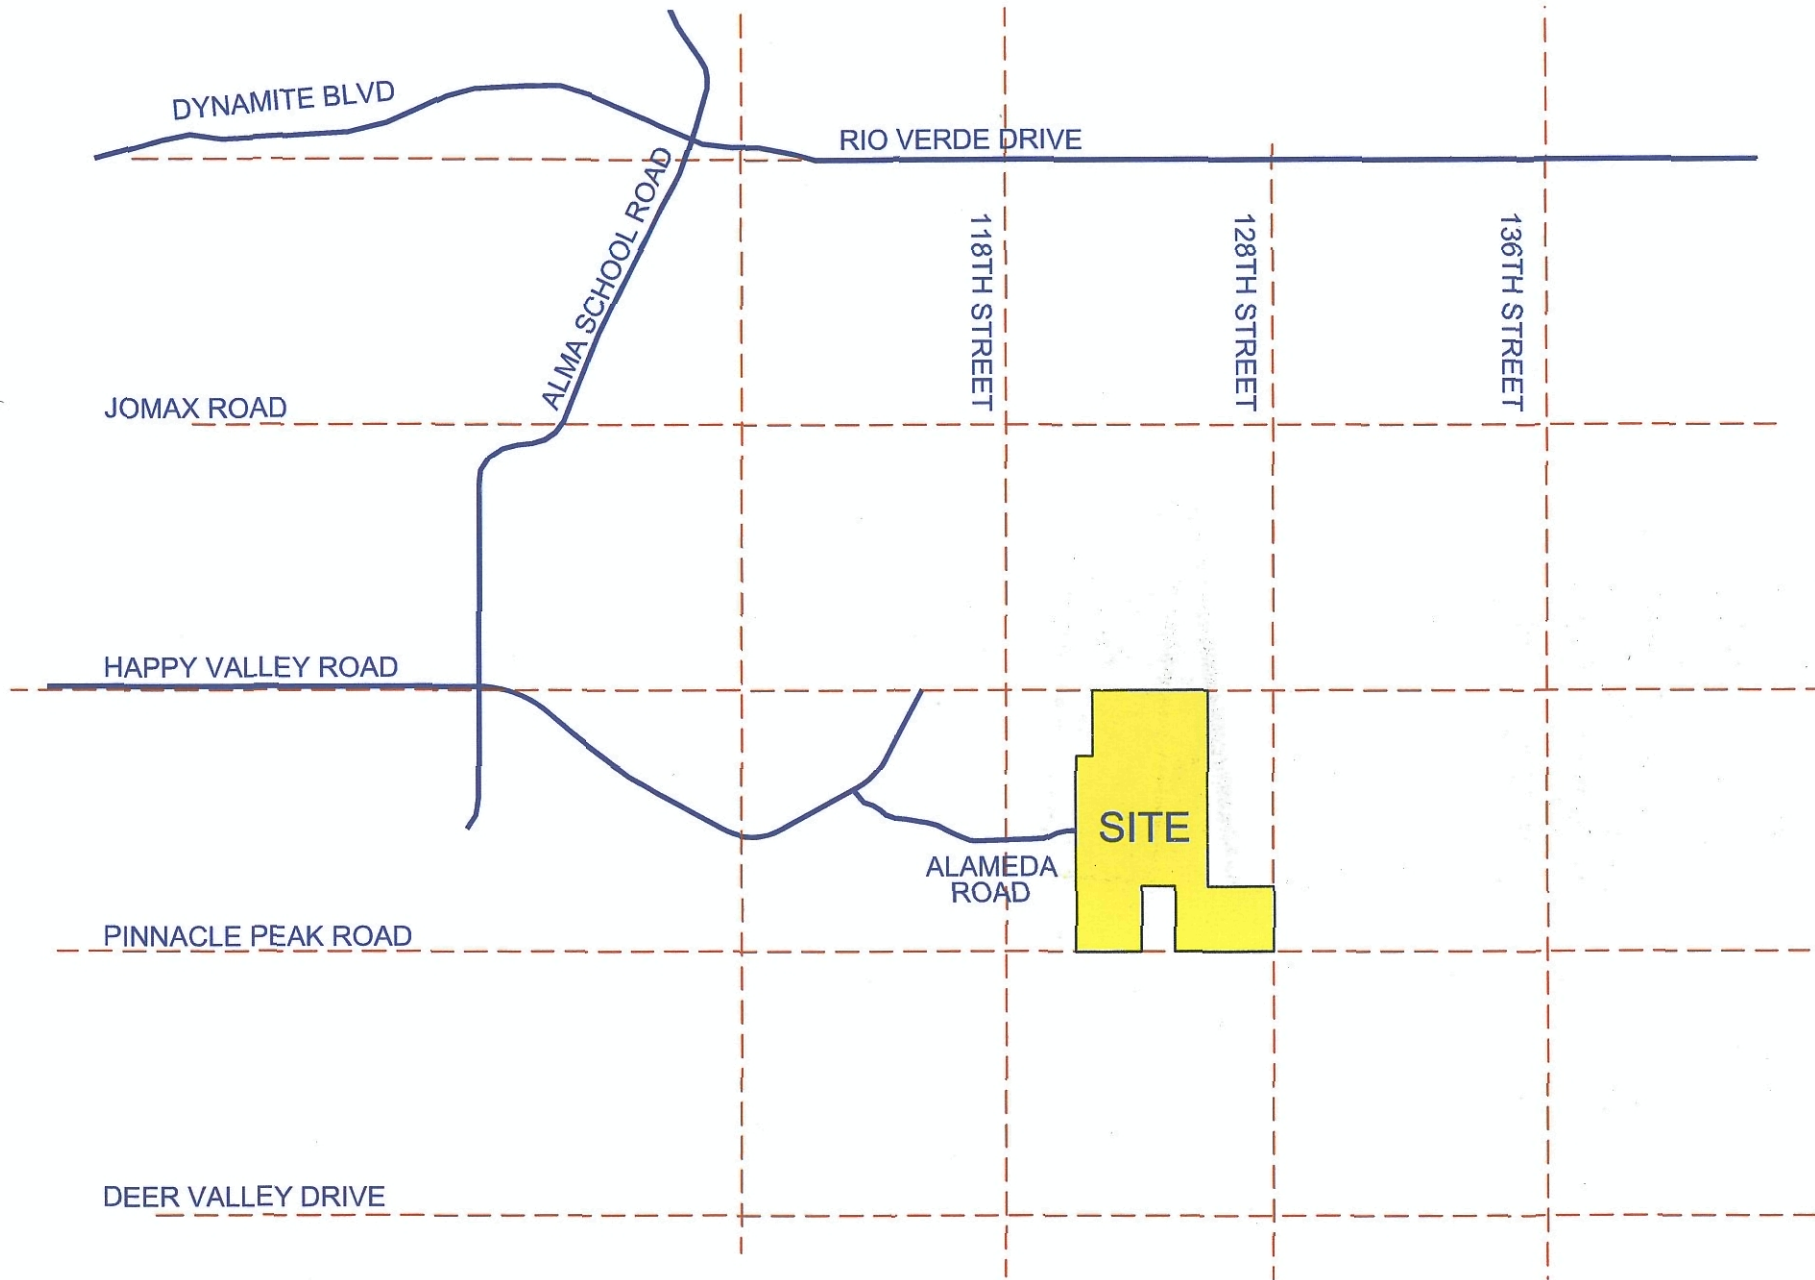 DYNAMITE BLVD
RIO VERDE DRIVE
ALMA SCHOOL ROAD
118TH STREET
128TH STREET
136TH STREET
JOMAX ROAD
HAPPY VALLEY ROAD
SITE
ALAMEDA
ROAD
PINNACLE PEAK ROAD
DEER VALLEY DRIVE